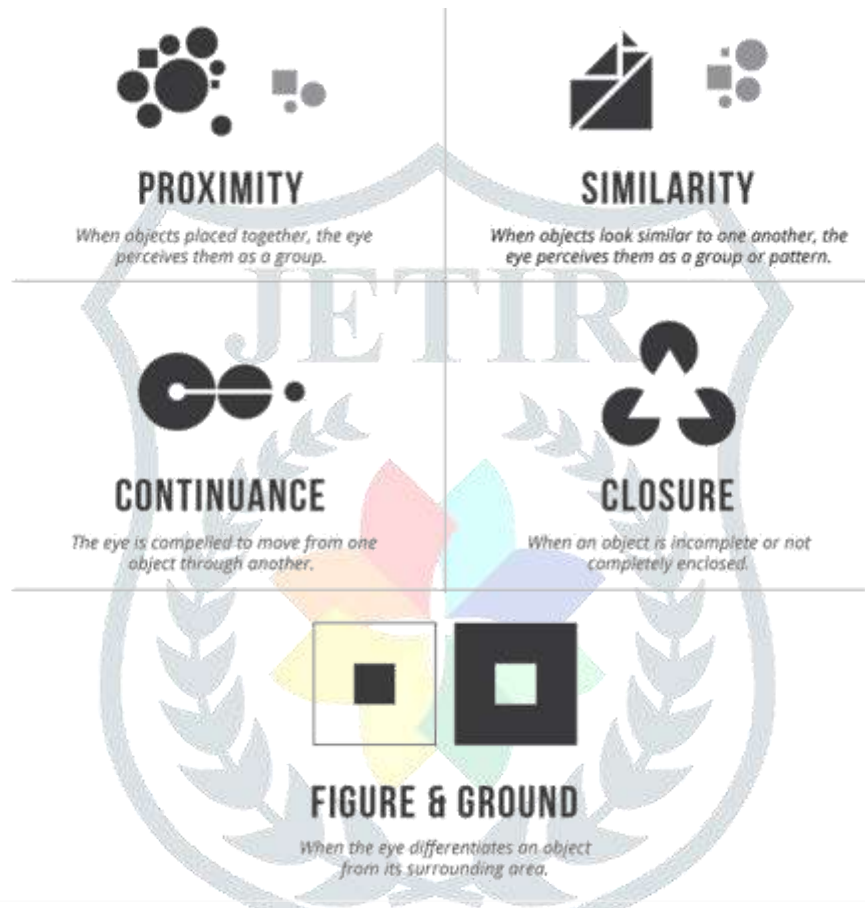 PROXIMITY
When objects placed together, the eye
perceives them as a group.
SIMILARITY
When objects look similar to one another, the
eye perceives them as a group or pattern.
JETIR
CONTINUANCE
The eye is compelled to move from one
object through another.
CLOSURE
When an object is incomplete or not
completely enclosed.
FIGURE & GROUND
When the eye differentiates an object
from its surrounding area.